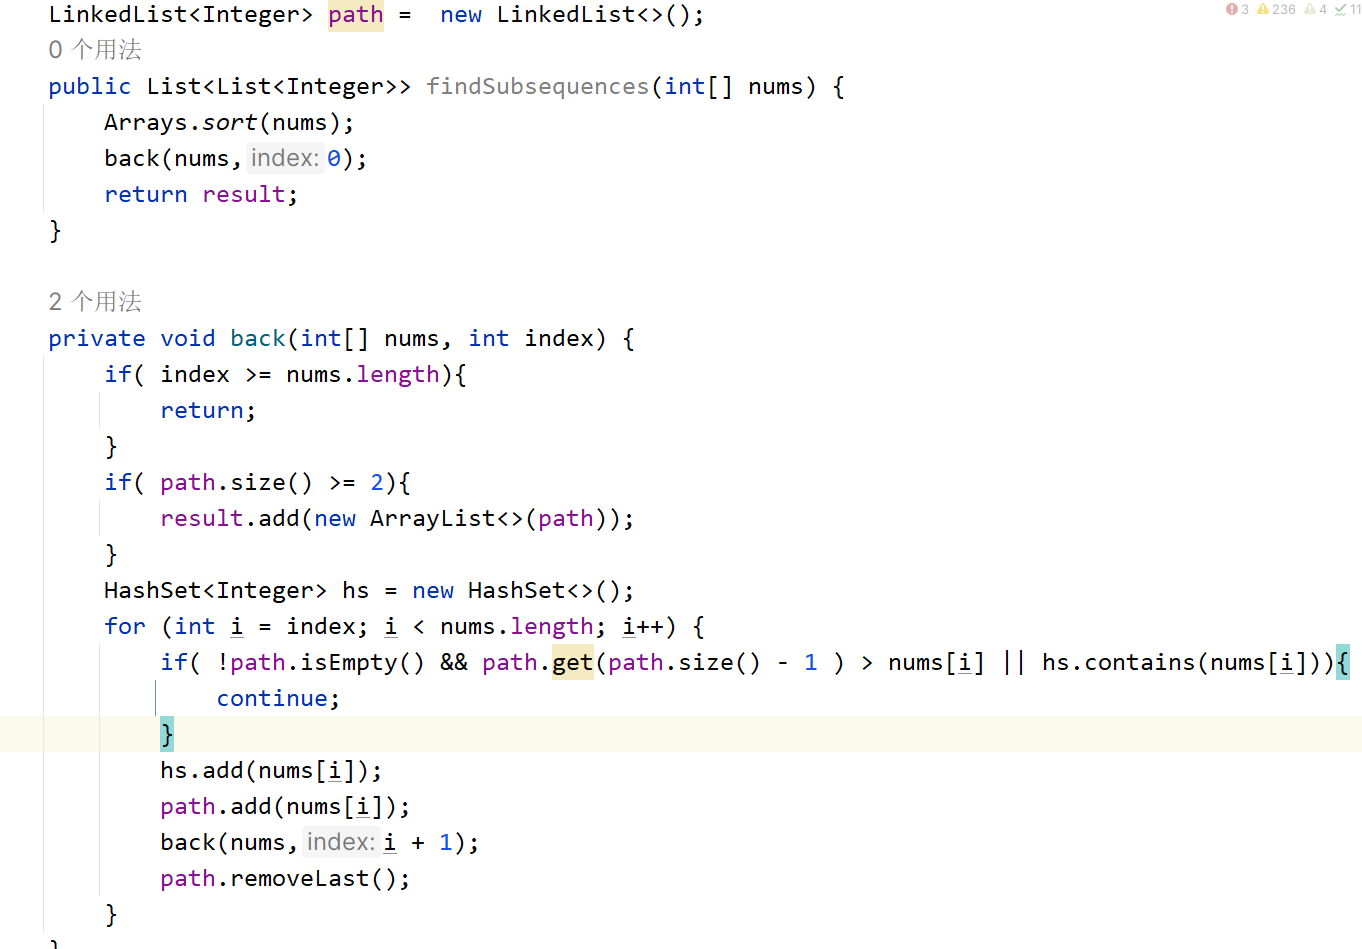 3 236 4 11
LinkedList<Integer> path =  new LinkedList<>();
0 个用法
public List<List<Integer>> findSubsequences(int[] nums) {
    Arrays.sort(nums);
    back(nums, index: 0);
    return result;
}
2 个用法
private void back(int[] nums, int index) {
    if( index >= nums.length){
        return;
    }
    if( path.size() >= 2){
        result.add(new ArrayList<>(path));
    }
    HashSet<Integer> hs = new HashSet<>();
    for (int i = index; i < nums.length; i++) {
        if( !path.isEmpty() && path.get(path.size() - 1 ) > nums[i] || hs.contains(nums[i])){
            continue;
        }
        hs.add(nums[i]);
        path.add(nums[i]);
        back(nums, index: i + 1);
        path.removeLast();
    }
}